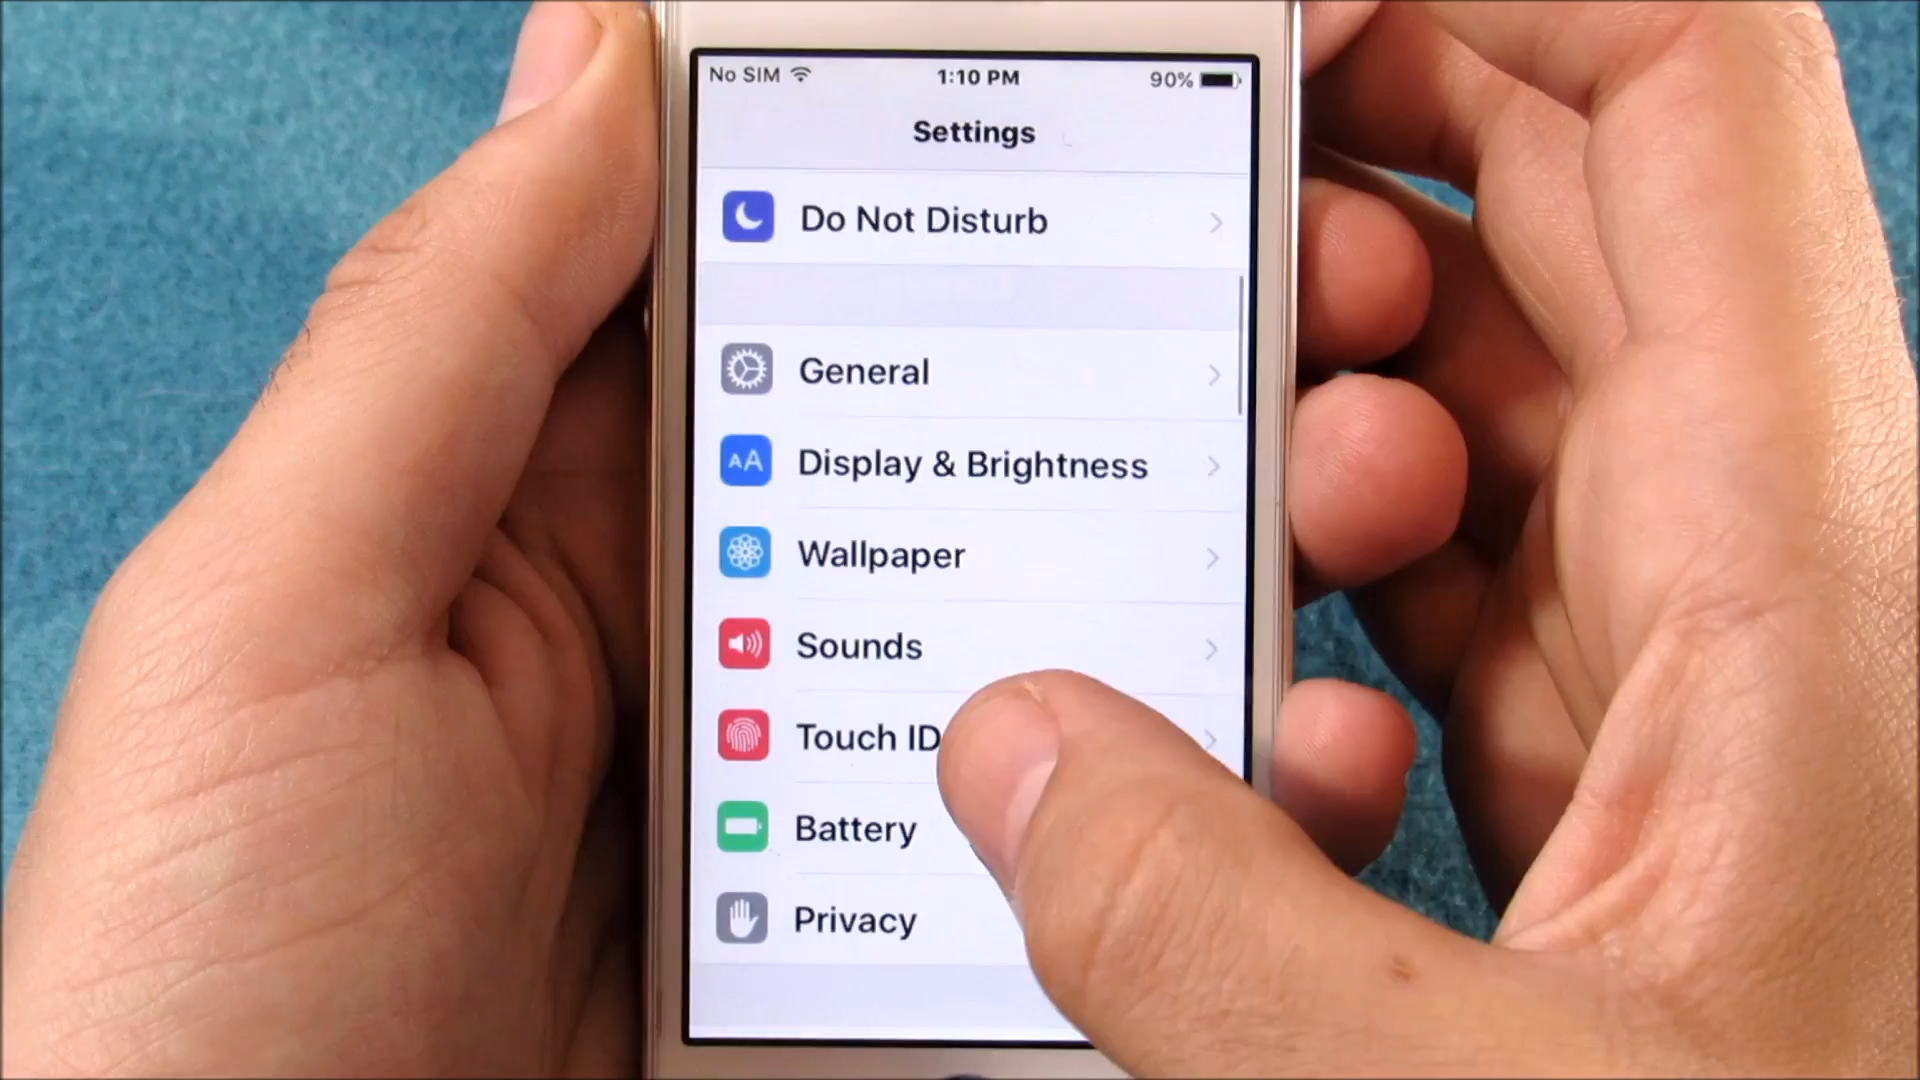 No SIM 1:10 PM 90%
Settings
Do Not Disturb
General
AA Display & Brightness
Wallpaper
Sounds
Touch ID
Battery
Privacy